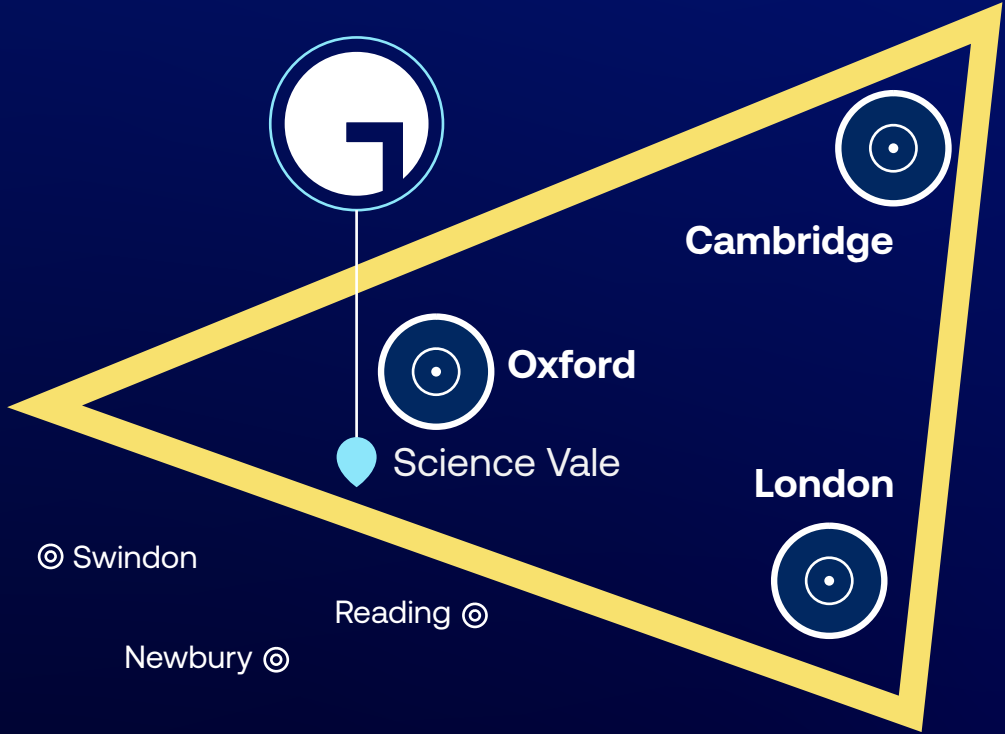 Cambridge
Oxford
Science Vale
London
Swindon
Reading
Newbury